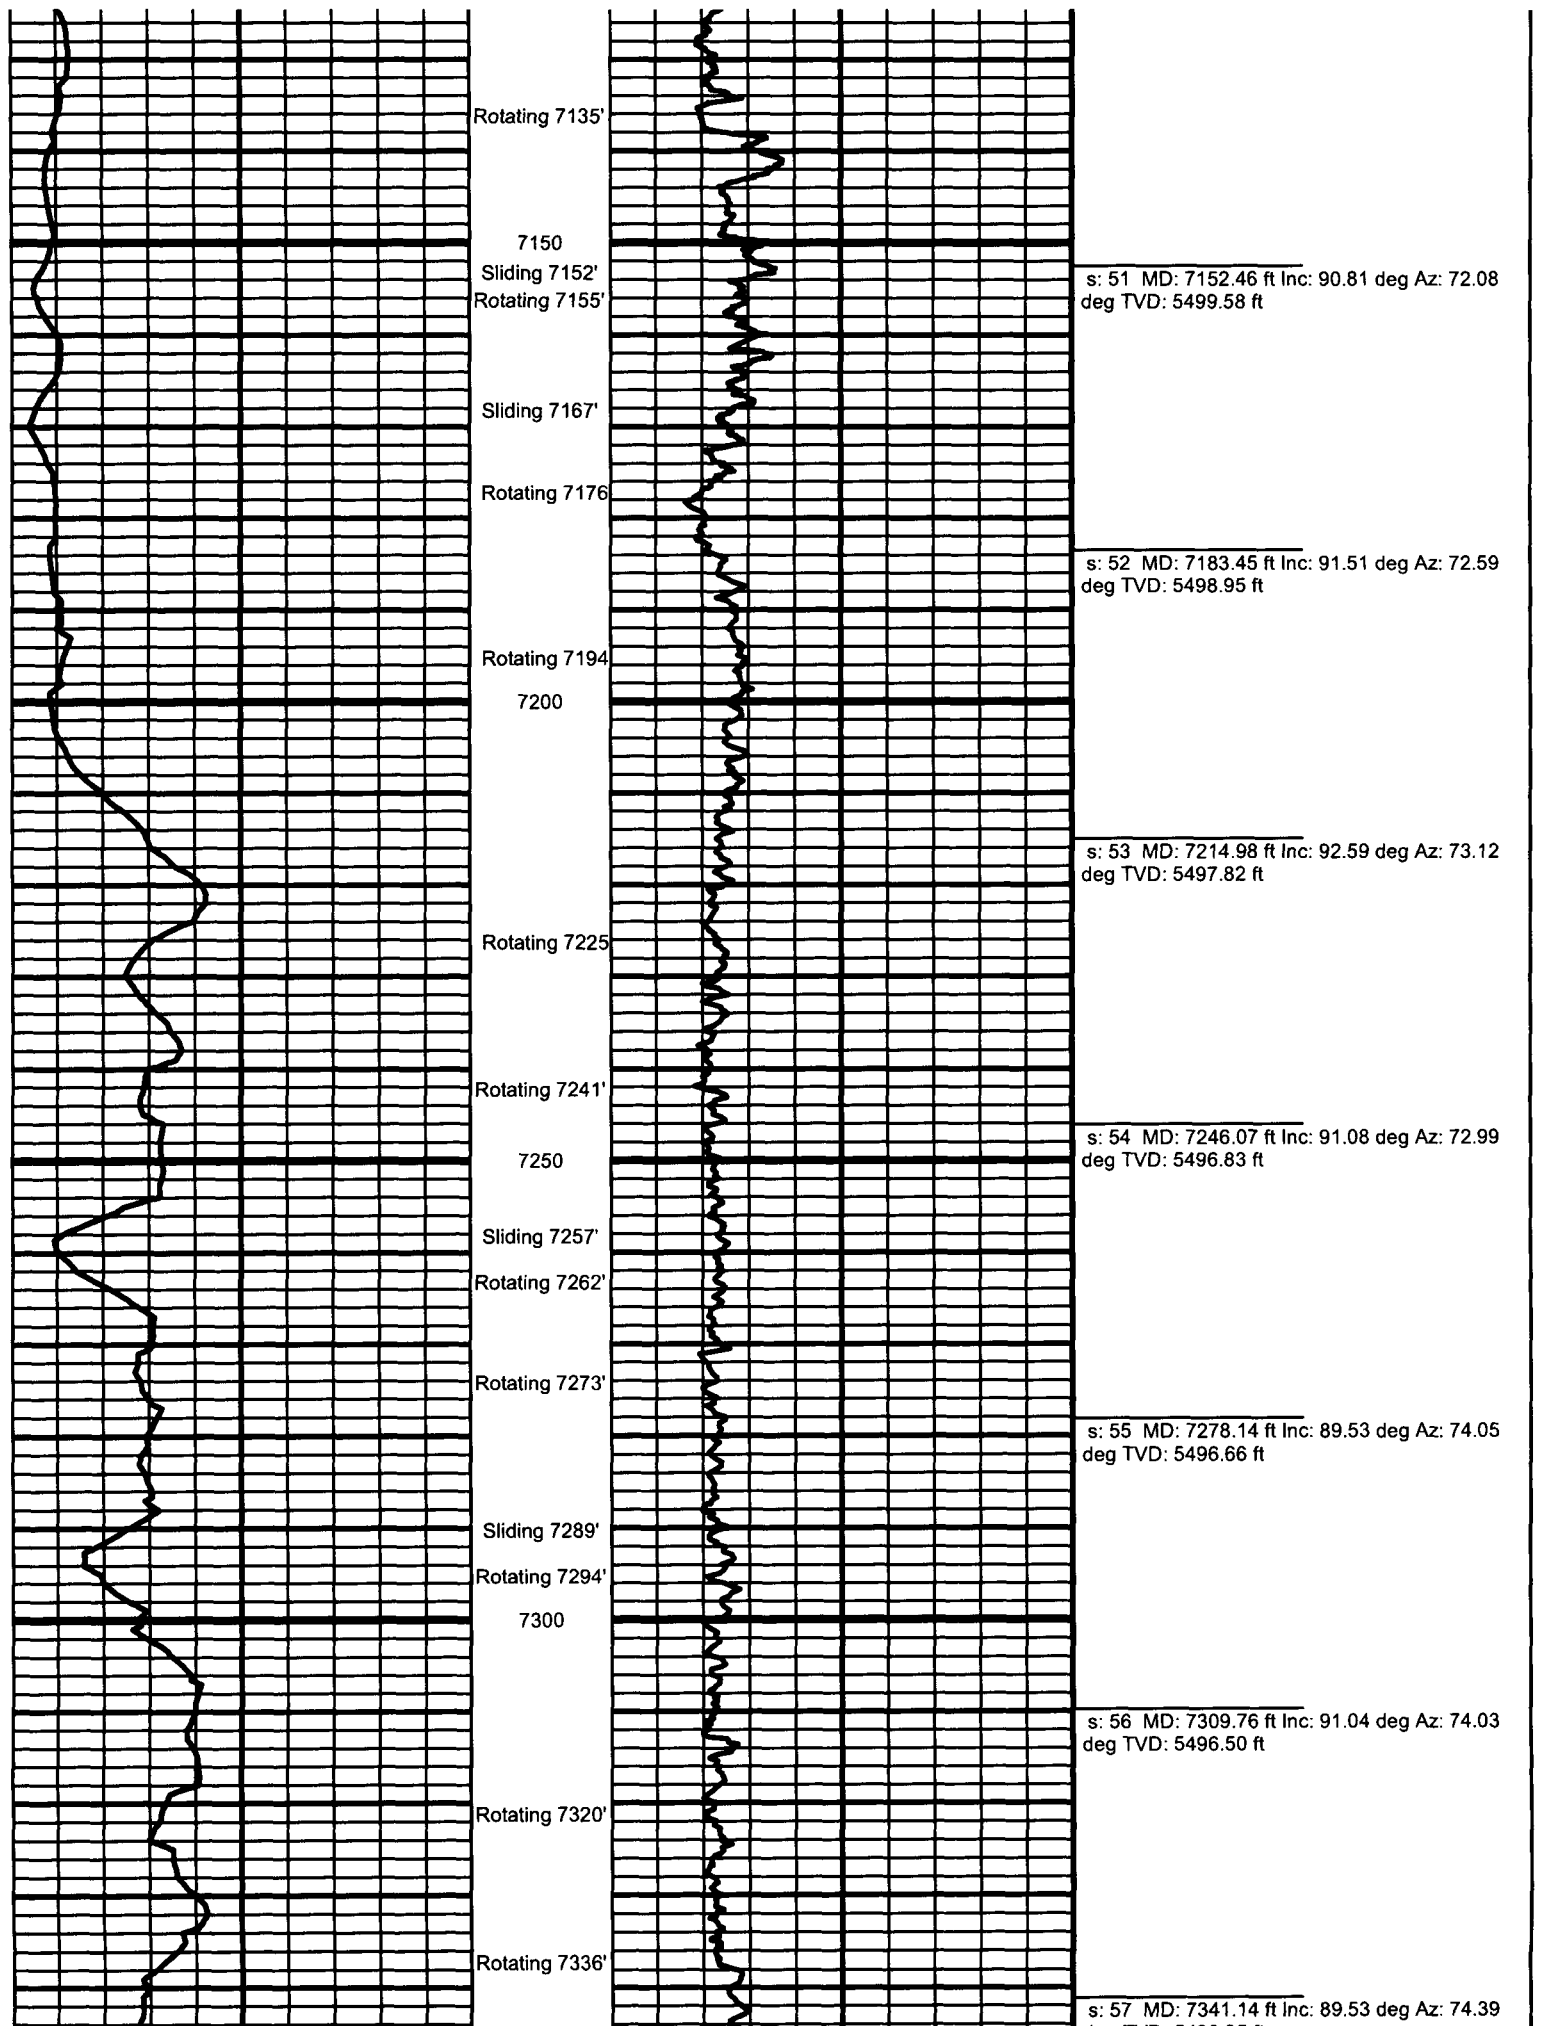 Rotating 7135'
7150
Sliding 7152'
s: 51 MD: 7152.46 ft Inc: 90.81 deg Az: 72.08
deg TVD: 5499.58 ft
Rotating 7155'
Sliding 7167'
Rotating 7176
s: 52 MD: 7183.45 ft Inc: 91.51 deg Az: 72.59
deg TVD: 5498.95 ft
Rotating 7194
7200
s: 53 MD: 7214.98 ft Inc: 92.59 deg Az: 73.12
deg TVD: 5497.82 ft
Rotating 7225
Rotating 7241'
s: 54 MD: 7246.07 ft Inc: 91.08 deg Az: 72.99
deg TVD: 5496.83 ft
7250
Sliding 7257'
Rotating 7262'
Rotating 7273'
s: 55 MD: 7278.14 ft Inc: 89.53 deg Az: 74.05
deg TVD: 5496.66 ft
Sliding 7289'
Rotating 7294'
7300
s: 56 MD: 7309.76 ft Inc: 91.04 deg Az: 74.03
deg TVD: 5496.50 ft
Rotating 7320'
Rotating 7336'
s: 57 MD: 7341.14 ft Inc: 89.53 deg Az: 74.39